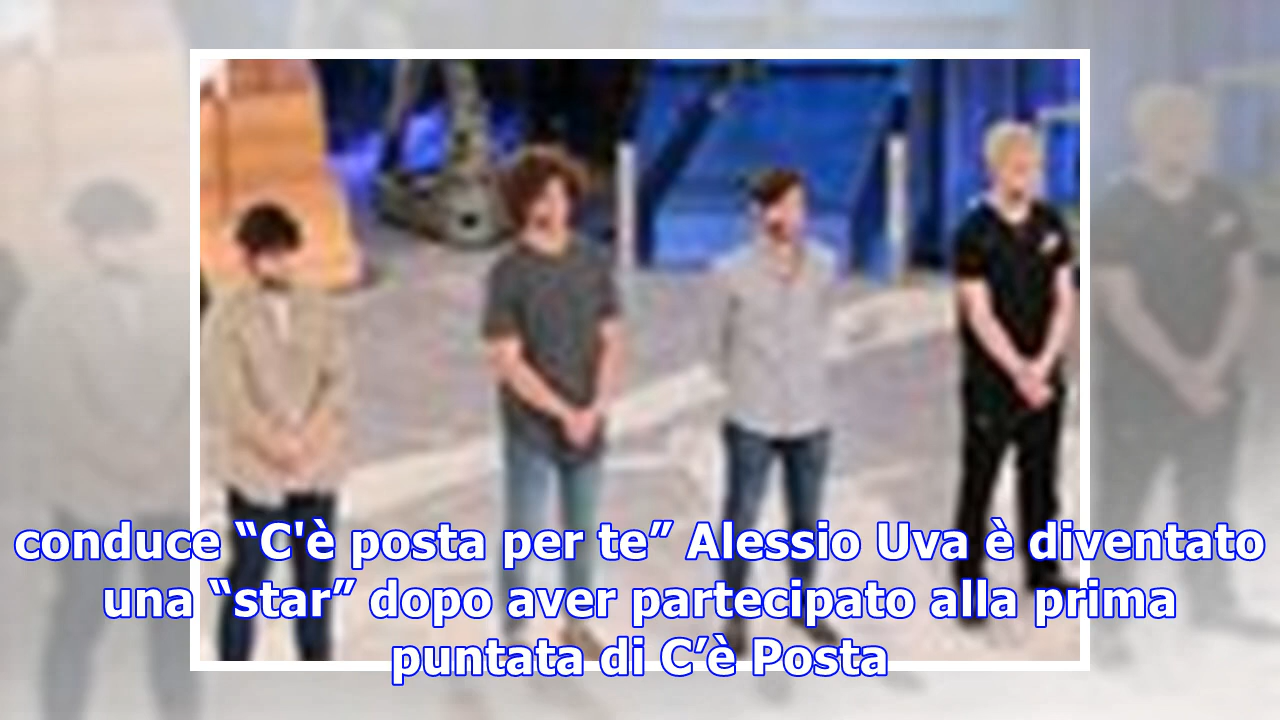 conduce “C'è posta per te” Alessio Uva è diventato
una “star” dopo aver partecipato alla prima
puntata di C’è Posta